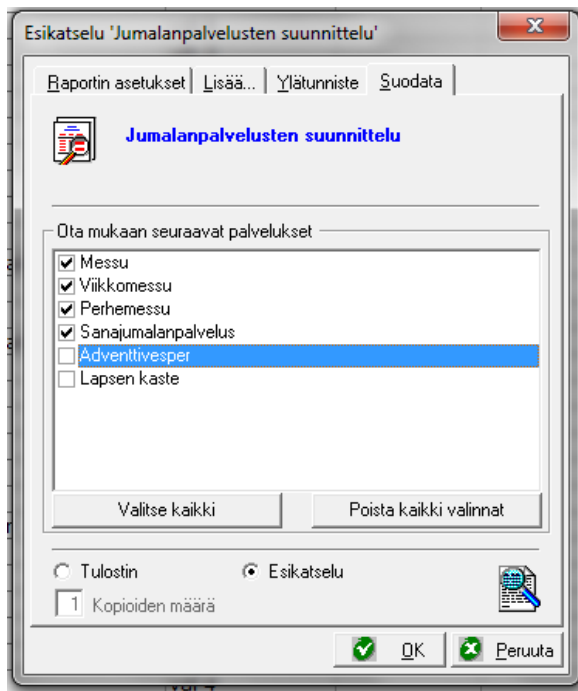 Esikatselu 'Jumalanpalvelusten suunnittelu'
Raportin asetukset Lisää... Ylätunniste Suodata
Jumalanpalvelusten suunnittelu
Ota mukaan seuraavat palvelukset
Messu
Viikkomessu
Perhemessu
Sanajumalanpalvelus
Adventtivesper
Lapsen kaste
Valitse kaikki Poista kaikki valinnat
Tulostin Esikatselu
1 Kopioiden määrä
OK Peruuta